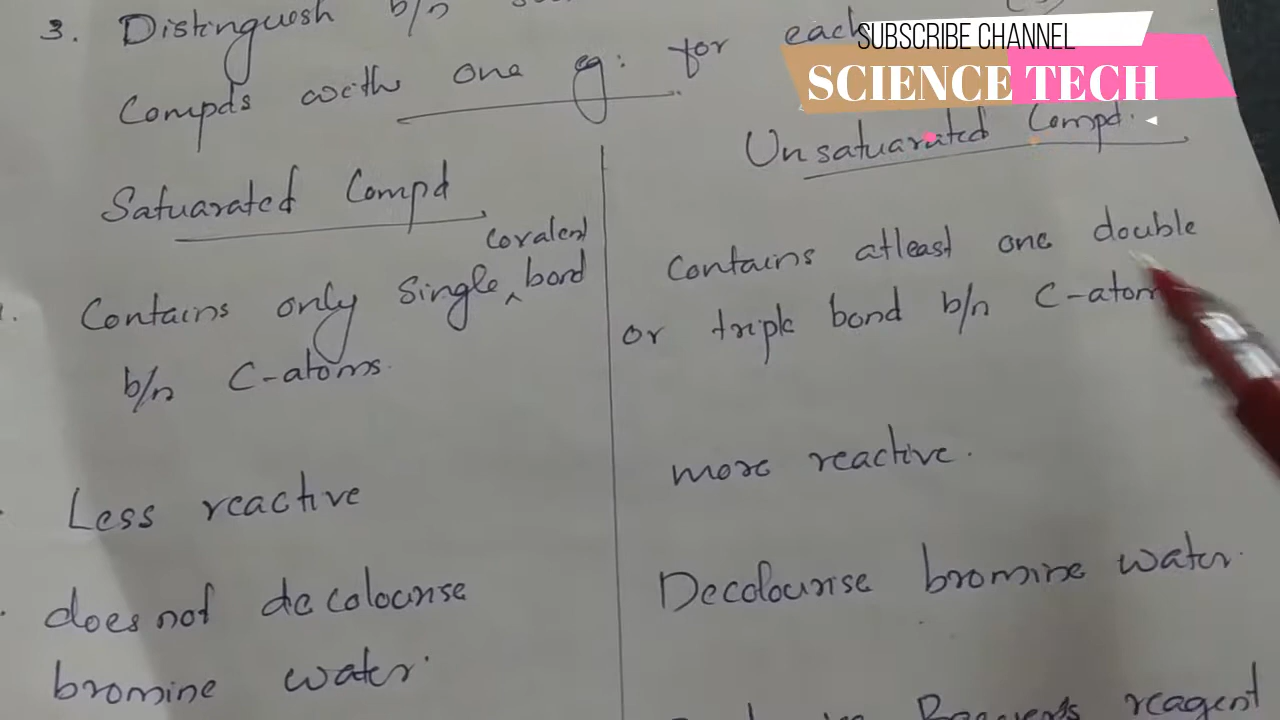 3. Distinguish b/n
Compds with one eg: for each
SUBSCRIBE CHANNEL
SCIENCE TECH
Satuarated Compd
Unsatuarated Compd.
1. Contains only single covalent bond
b/n C-atoms.
Contains atleast one double
or triple bond b/n C-atom
Less reactive
more reactive.
does not decolourise
bromine water.
Decolourise bromine water.
reagent